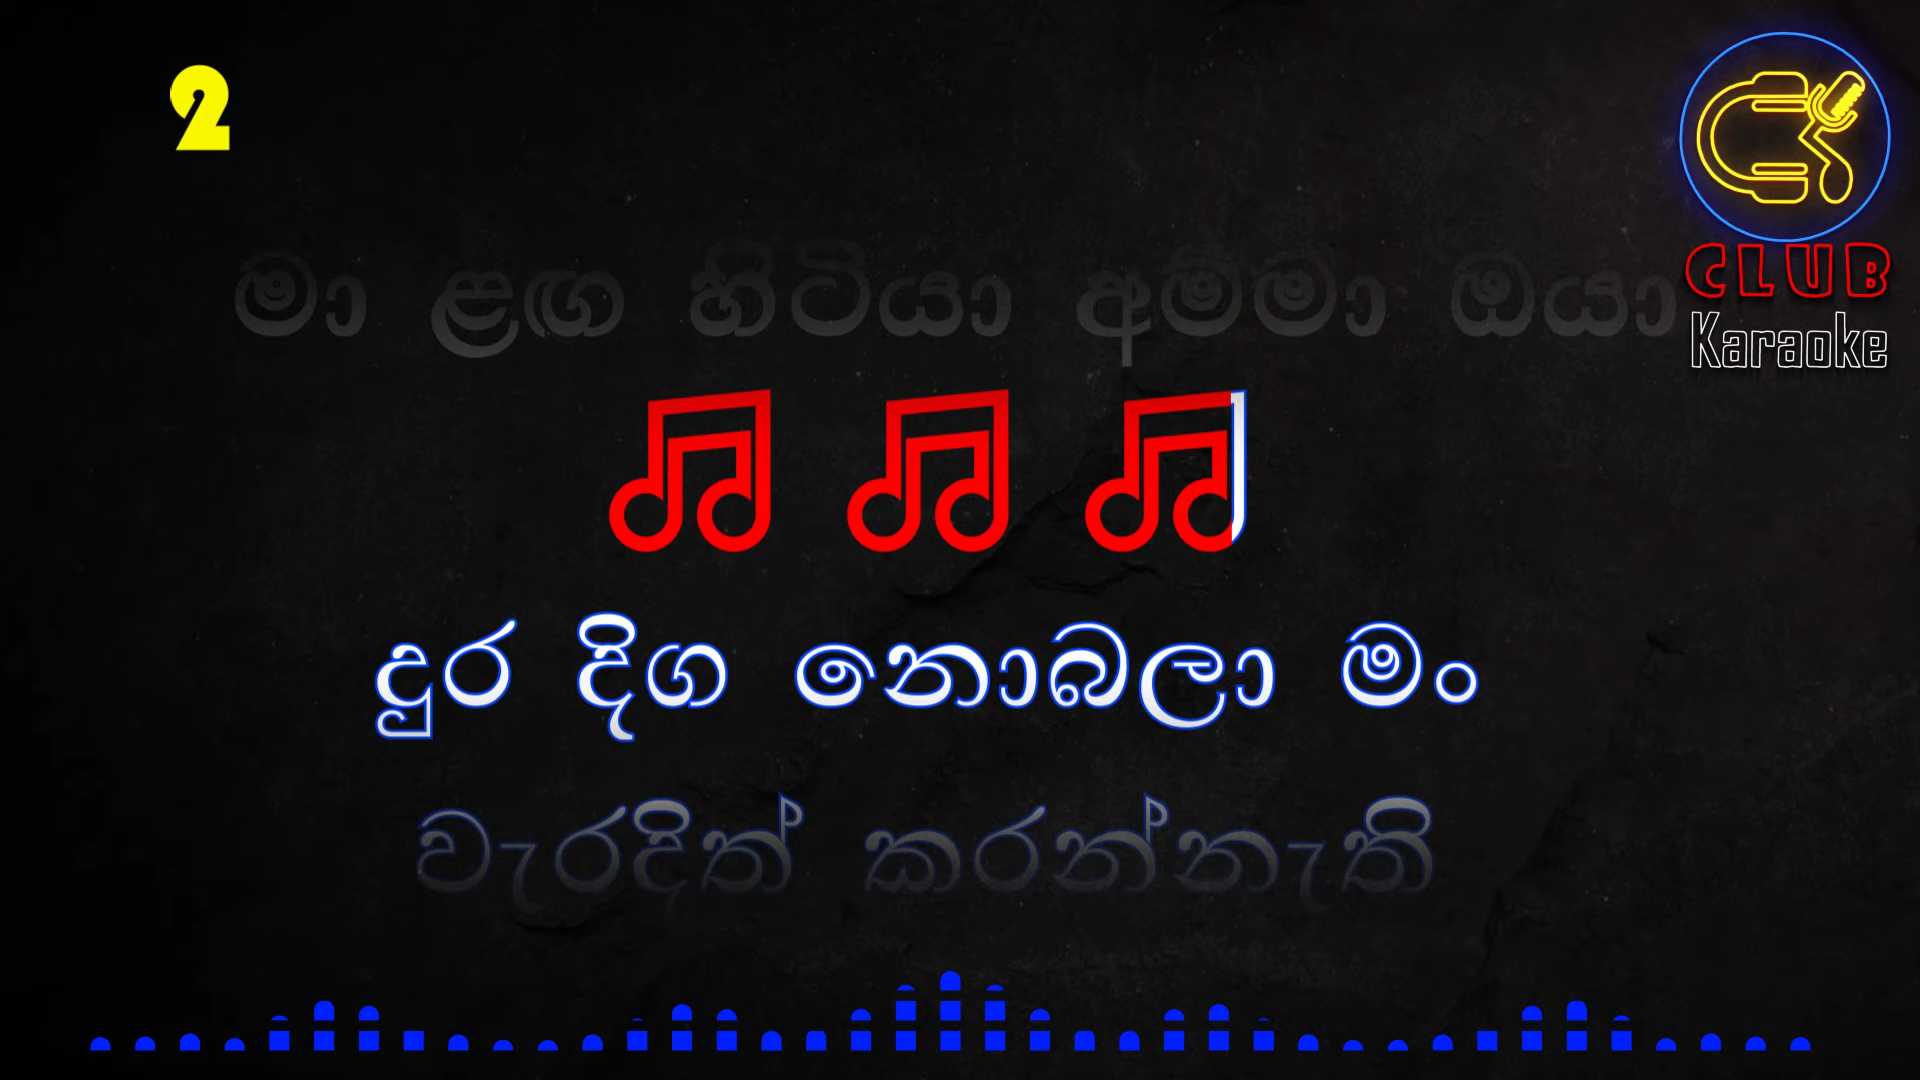 2
මා ළඟ හිටියා අම්මා ඔයා
දුර දිග නොබලා මං
වැරදිත් කරන්නැති
CLUB
Karaoke